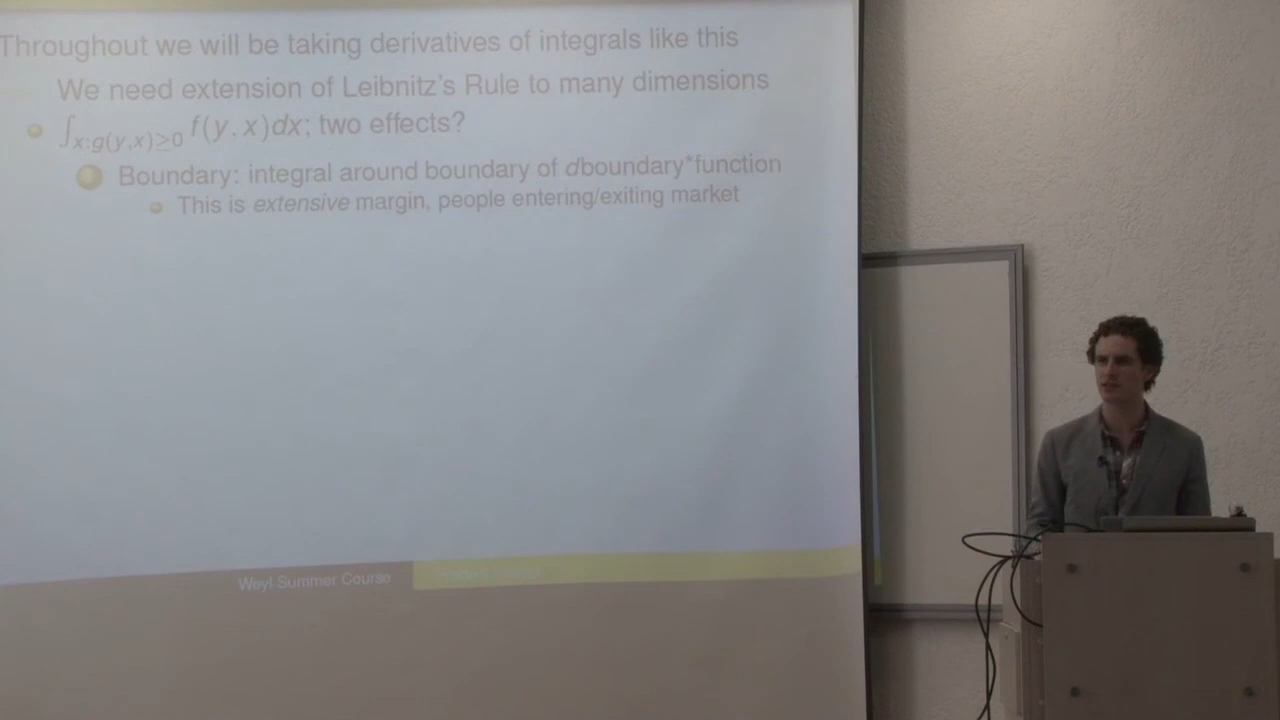 Throughout we will be taking derivatives of integrals like this
We need extension of Leibnitz's Rule to many dimensions
∫x:g(y,x)≥0 f(y,x)dx; two effects?
Boundary: integral around boundary of dboundary*function
This is extensive margin, people entering/exiting market
Weyl Summer Course